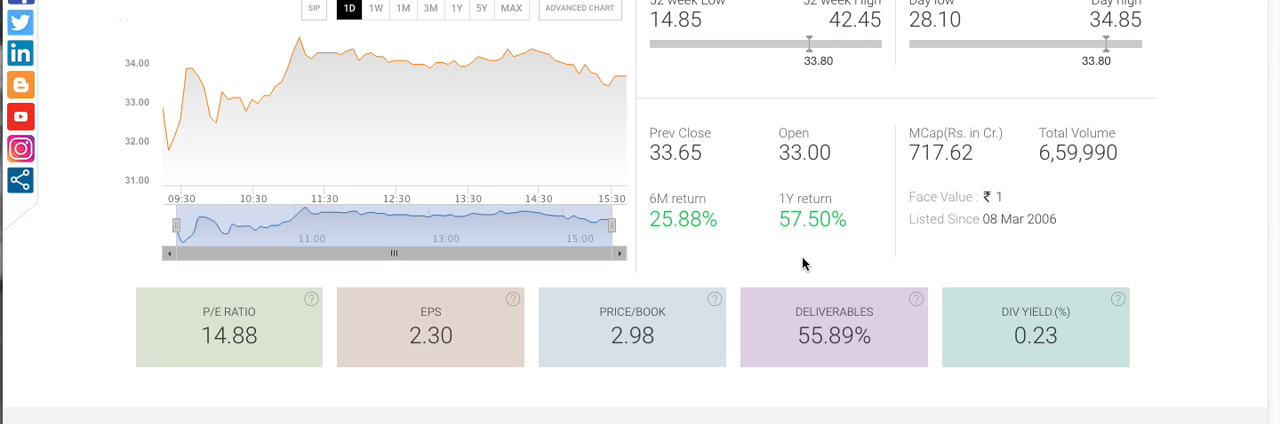 SIP 1D 1W 1M 3M 1Y 5Y MAX ADVANCED CHART
34.00
33.00
32.00
31.00
09:30 10:30 11:30 12:30 13:30 14:30 15:30
11:00 13:00 15:00
52 week Low 52 week High
14.85 42.45
33.80
Day low Day high
28.10 34.85
33.80
Prev Close Open
33.65 33.00
MCap(Rs. in Cr.) Total Volume
717.62 6,59,990
6M return 1Y return
25.88% 57.50%
Face Value : ₹ 1
Listed Since 08 Mar 2006
P/E RATIO
14.88
EPS
2.30
PRICE/BOOK
2.98
DELIVERABLES
55.89%
DIV YIELD.(%)
0.23